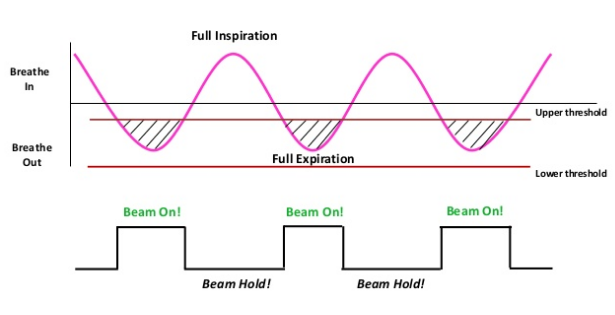 Full Inspiration
Breathe
In
Upper threshold
Breathe
Out
Full Expiration
Lower threshold
Beam On!
Beam On!
Beam On!
Beam Hold!
Beam Hold!